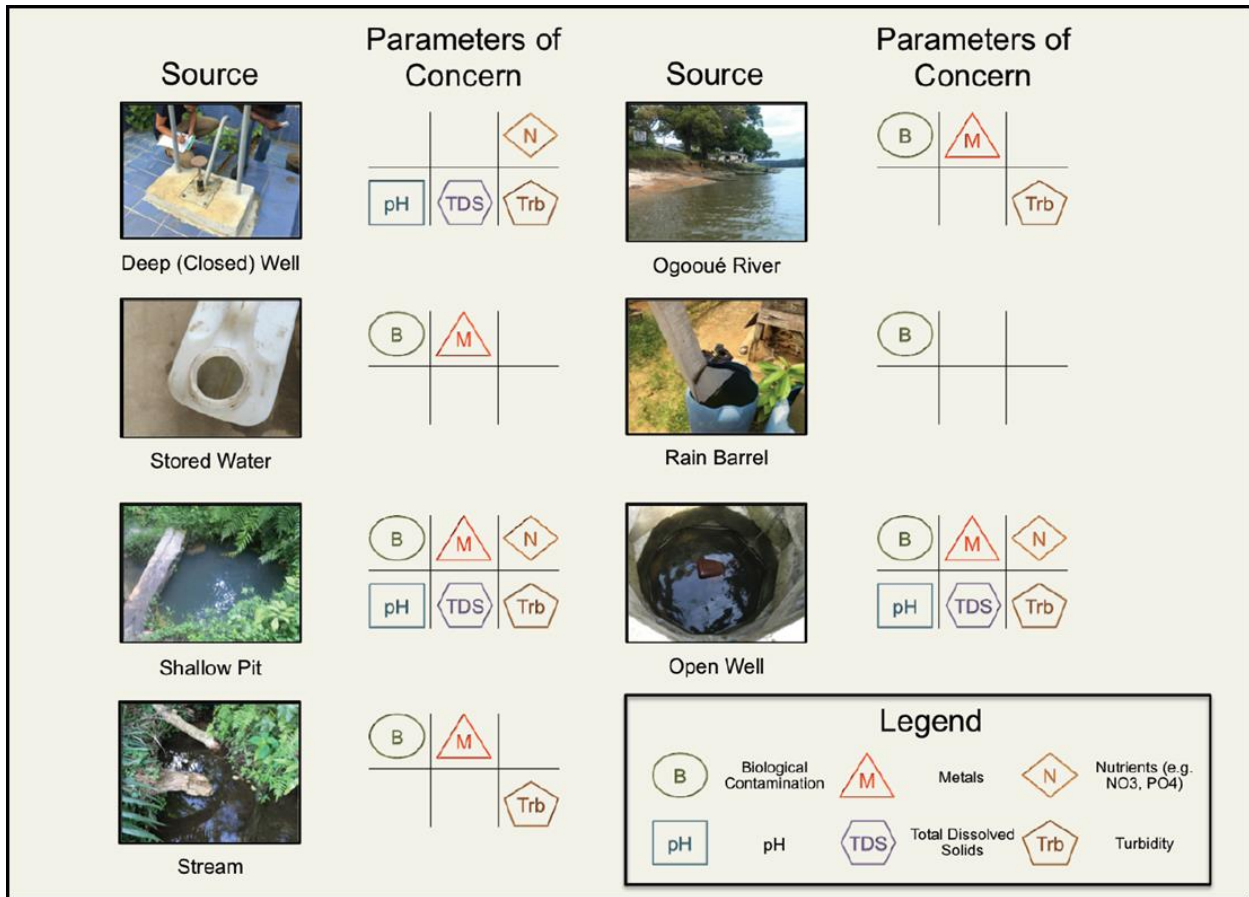 Source
Parameters of
Concern
Source
Parameters of
Concern
N
pH TDS Trb
Deep (Closed) Well
B M
Trb
Ogooué River
B M
Stored Water
B
Rain Barrel
B M N
pH TDS Trb
Shallow Pit
B M N
pH TDS Trb
Open Well
B M
Trb
Stream
Legend
B Biological
Contamination
M Metals
N Nutrients (e.g.
NO3, PO4)
pH pH
TDS Total Dissolved
Solids
Trb Turbidity